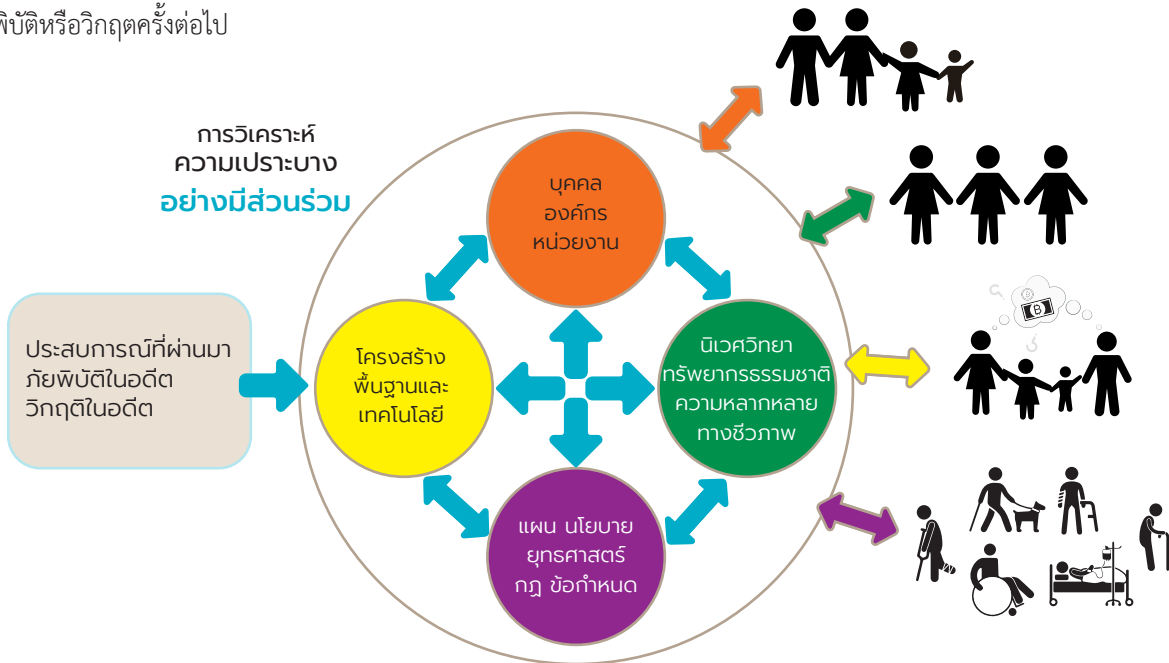 พิบัติหรือวิกฤตครั้งต่อไป
การวิเคราะห์
ความเปราะบาง
อย่างมีส่วนร่วม
บุคคล
องค์กร
หน่วยงาน
ประสบการณ์ที่ผ่านมา
ภัยพิบัติในอดีต
วิกฤติในอดีต
โครงสร้าง
พื้นฐานและ
เทคโนโลยี
นิเวศวิทยา
ทรัพยากรธรรมชาติ
ความหลากหลาย
ทางชีวภาพ
แผน นโยบาย
ยุทธศาสตร์
กฎ ข้อกำหนด